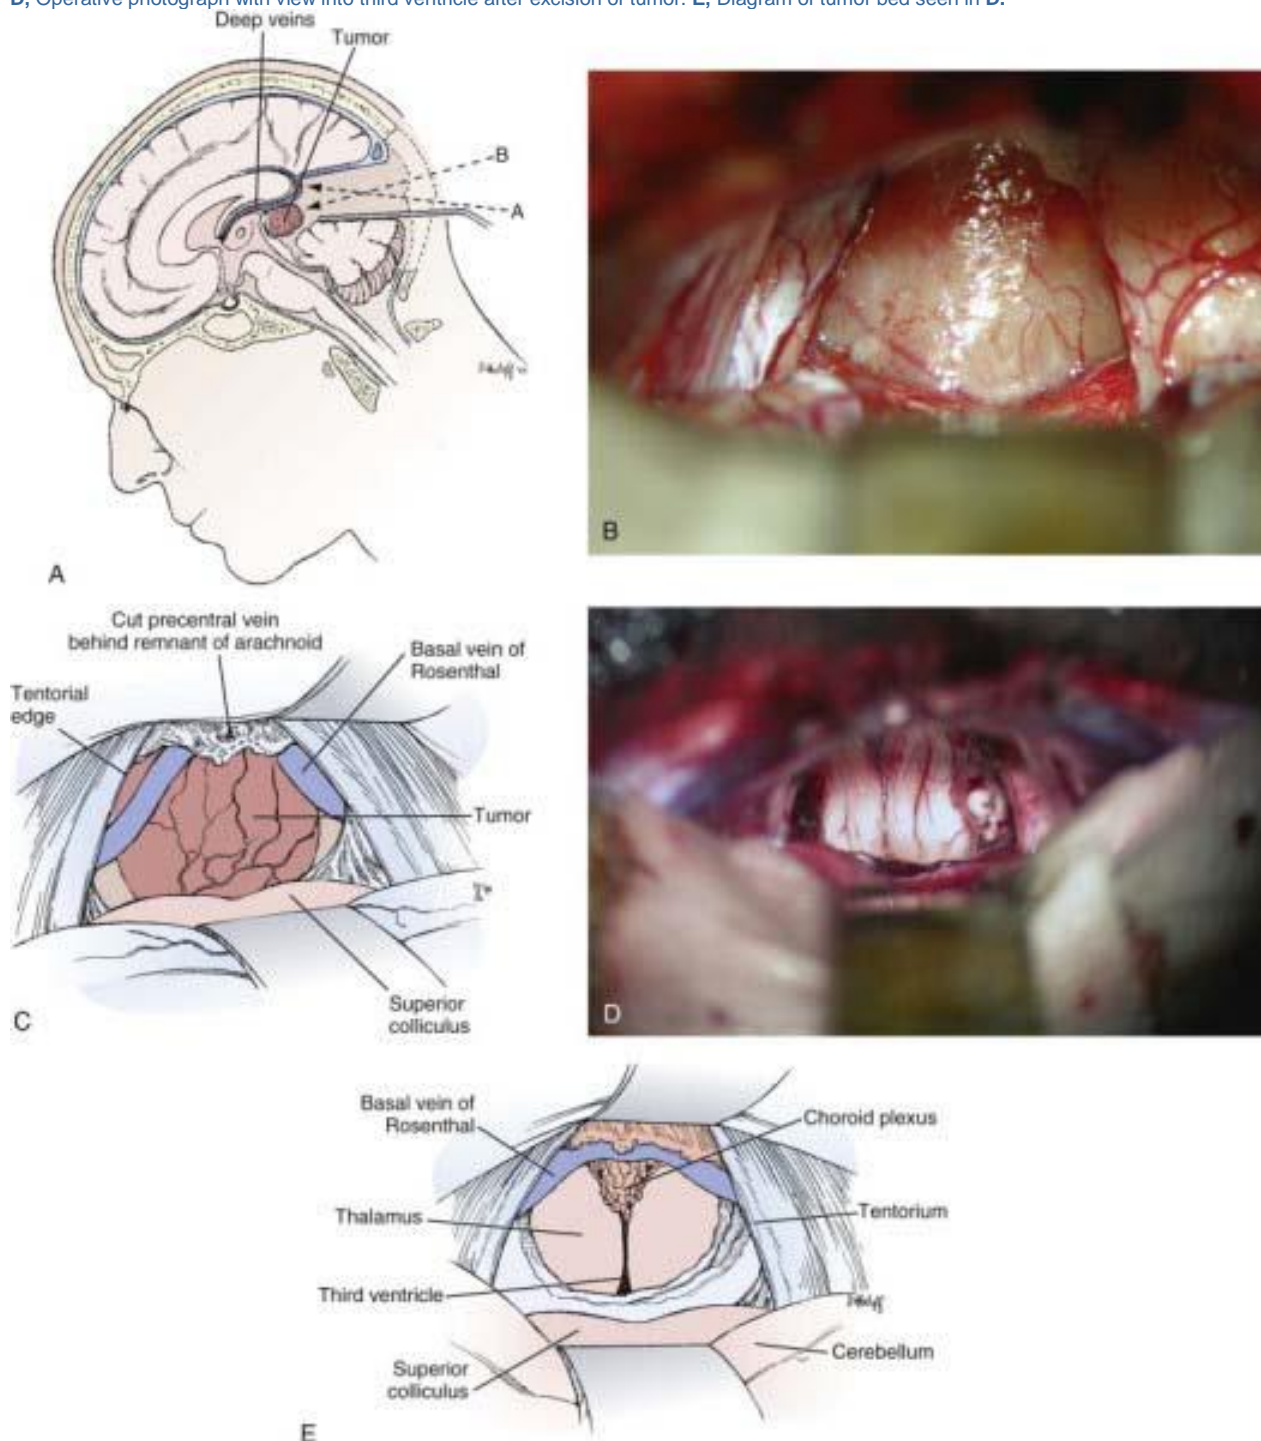 D, Operative photograph with view into third ventricle after excision of tumor. E, Diagram of tumor bed seen in D.
Deep veins
Tumor
B
A
A
B
Cut precentral vein
behind remnant of arachnoid
Basal vein of
Rosenthal
Tentorial
edge
Tumor
Superior
colliculus
C
D
Basal vein of
Rosenthal
Choroid plexus
Thalamus
Tentorium
Third ventricle
Cerebellum
Superior
colliculus
E